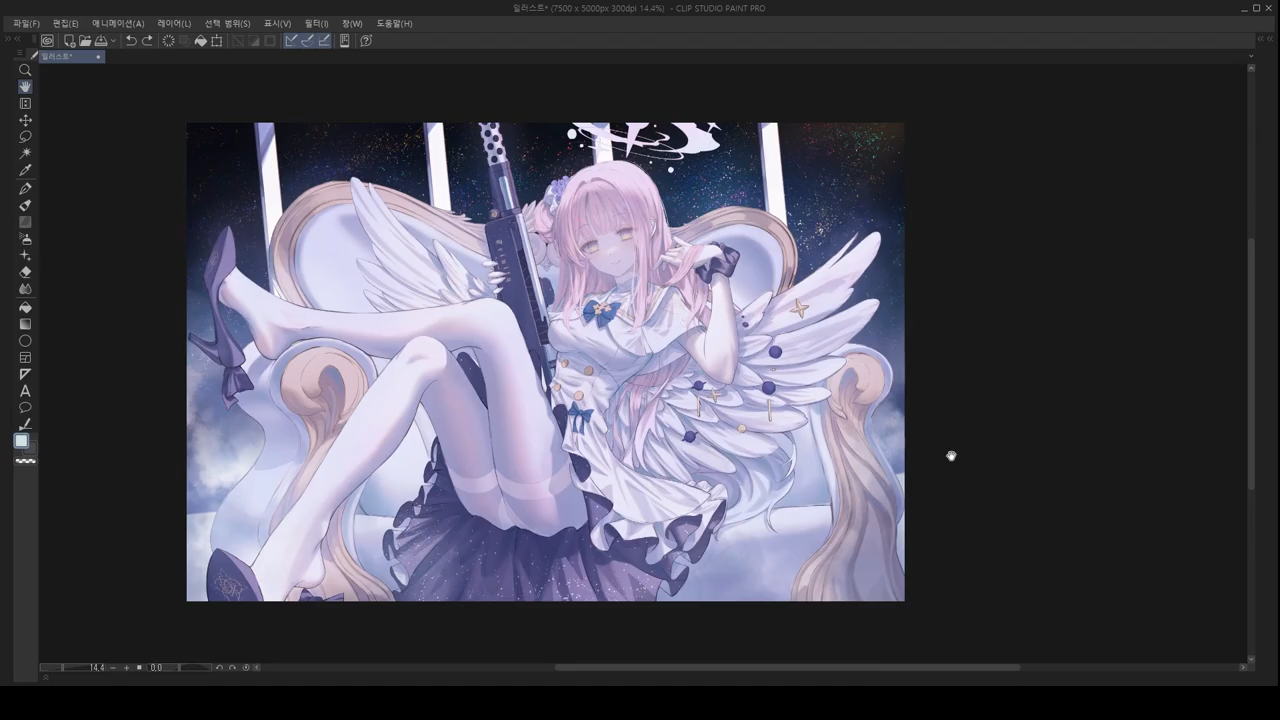 일러스트* (7500 x 5000px 300dpi 14.4%) - CLIP STUDIO PAINT PRO
파일(F) 편집(E) 애니메이션(A) 레이어(L) 선택 범위(S) 표시(V) 필터(I) 창(W) 도움말(H)
일러스트*
14.4 0.0